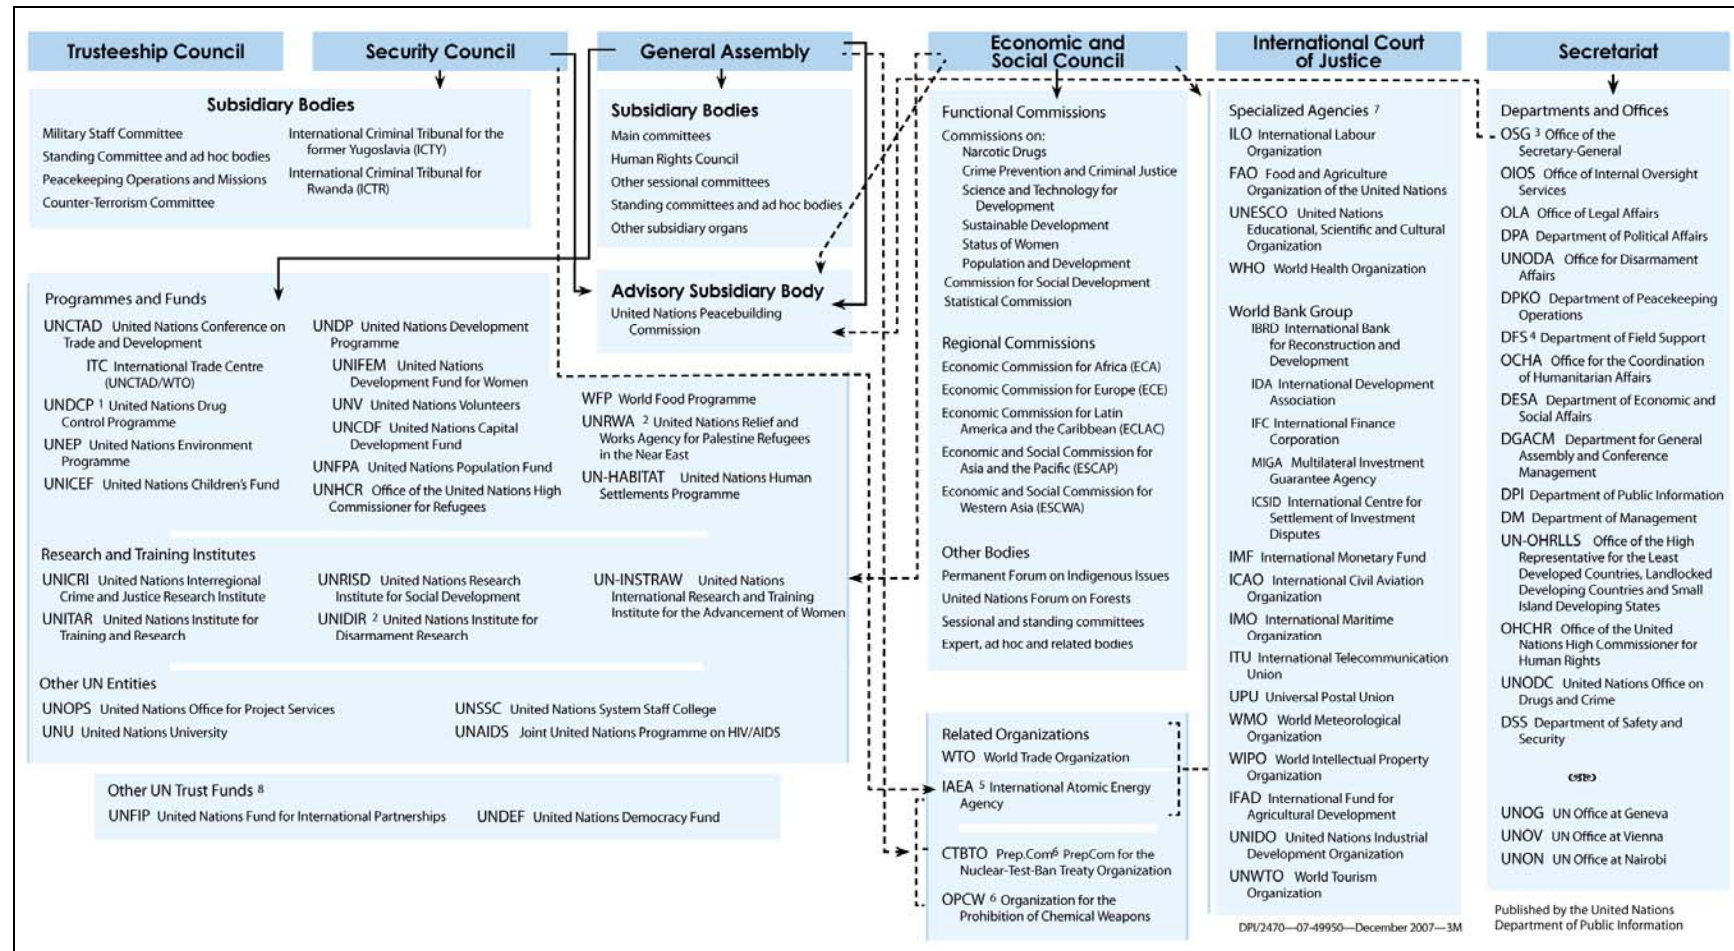 Trusteeship Council
Security Council
General Assembly
Economic and
Social Council
International Court
of Justice
Secretariat
Subsidiary Bodies
Military Staff Committee
Standing Committee and ad hoc bodies
Peacekeeping Operations and Missions
Counter-Terrorism Committee
International Criminal Tribunal for the
former Yugoslavia (ICTY)
International Criminal Tribunal for
Rwanda (ICTR)
Subsidiary Bodies
Main committees
Human Rights Council
Other sessional committees
Standing committees and ad hoc bodies
Other subsidiary organs
Advisory Subsidiary Body
United Nations Peacebuilding
Commission
Programmes and Funds
UNCTAD United Nations Conference on
Trade and Development
ITC International Trade Centre
(UNCTAD/WTO)
UNDCP 1 United Nations Drug
Control Programme
UNEP United Nations Environment
Programme
UNICEF United Nations Children's Fund
UNDP United Nations Development
Programme
UNIFEM United Nations
Development Fund for Women
UNV United Nations Volunteers
UNCDF United Nations Capital
Development Fund
UNFPA United Nations Population Fund
UNHCR Office of the United Nations High
Commissioner for Refugees
WFP World Food Programme
UNRWA 2 United Nations Relief and
Works Agency for Palestine Refugees
in the Near East
UN-HABITAT United Nations Human
Settlements Programme
Research and Training Institutes
UNICRI United Nations Interregional
Crime and Justice Research Institute
UNITAR United Nations Institute for
Training and Research
UNRISD United Nations Research
Institute for Social Development
UNIDIR 2 United Nations Institute for
Disarmament Research
UN-INSTRAW United Nations
International Research and Training
Institute for the Advancement of Women
Other UN Entities
UNOPS United Nations Office for Project Services
UNU United Nations University
UNSSC United Nations System Staff College
UNAIDS Joint United Nations Programme on HIV/AIDS
Other UN Trust Funds 8
UNFIP United Nations Fund for International Partnerships
UNDEF United Nations Democracy Fund
Functional Commissions
Commissions on:
Narcotic Drugs
Crime Prevention and Criminal Justice
Science and Technology for
Development
Sustainable Development
Status of Women
Population and Development
Commission for Social Development
Statistical Commission
Regional Commissions
Economic Commission for Africa (ECA)
Economic Commission for Europe (ECE)
Economic Commission for Latin
America and the Caribbean (ECLAC)
Economic and Social Commission for
Asia and the Pacific (ESCAP)
Economic and Social Commission for
Western Asia (ESCWA)
Other Bodies
Permanent Forum on Indigenous Issues
United Nations Forum on Forests
Sessional and standing committees
Expert, ad hoc and related bodies
Related Organizations
WTO World Trade Organization
IAEA 5 International Atomic Energy
Agency
CTBTO Prep.Com6 PrepCom for the
Nuclear-Test-Ban Treaty Organization
OPCW 6 Organization for the
Prohibition of Chemical Weapons
Specialized Agencies 7
ILO International Labour
Organization
FAO Food and Agriculture
Organization of the United Nations
UNESCO United Nations
Educational, Scientific and Cultural
Organization
WHO World Health Organization
World Bank Group
IBRD International Bank
for Reconstruction and
Development
IDA International Development
Association
IFC International Finance
Corporation
MIGA Multilateral Investment
Guarantee Agency
ICSID International Centre for
Settlement of Investment
Disputes
IMF International Monetary Fund
ICAO International Civil Aviation
Organization
IMO International Maritime
Organization
ITU International Telecommunication
Union
UPU Universal Postal Union
WMO World Meteorological
Organization
WIPO World Intellectual Property
Organization
IFAD International Fund for
Agricultural Development
UNIDO United Nations Industrial
Development Organization
UNWTO World Tourism
Organization
Departments and Offices
OSG 3 Office of the
Secretary-General
OIOS Office of Internal Oversight
Services
OLA Office of Legal Affairs
DPA Department of Political Affairs
UNODA Office for Disarmament
Affairs
DPKO Department of Peacekeeping
Operations
DFS 4 Department of Field Support
OCHA Office for the Coordination
of Humanitarian Affairs
DESA Department of Economic and
Social Affairs
DGACM Department for General
Assembly and Conference
Management
DPI Department of Public Information
DM Department of Management
UN-OHRLLS Office of the High
Representative for the Least
Developed Countries, Landlocked
Developing Countries and Small
Island Developing States
OHCHR Office of the United
Nations High Commissioner for
Human Rights
UNODC United Nations Office on
Drugs and Crime
DSS Department of Safety and
Security
UNOG UN Office at Geneva
UNOV UN Office at Vienna
UNON UN Office at Nairobi
Published by the United Nations
Department of Public Information
DPI/2470—07-49950—December 2007—3M